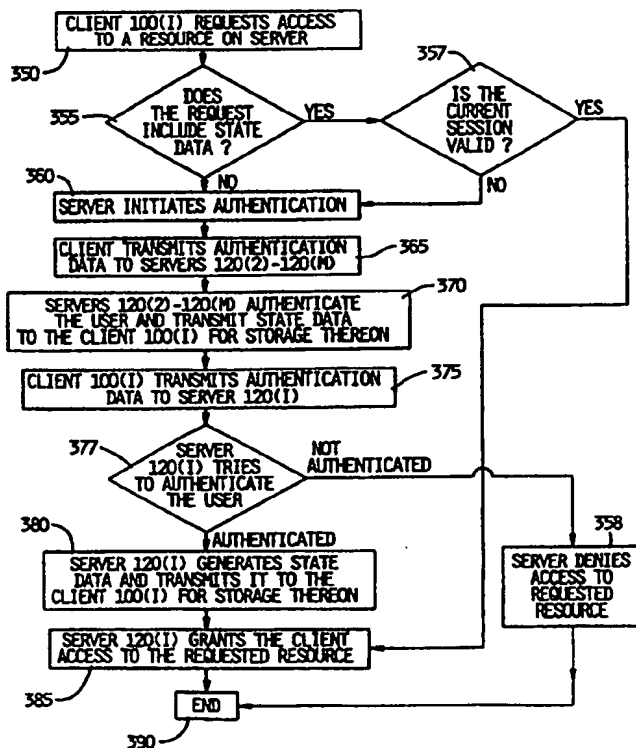 CLIENT 100(I) REQUESTS ACCESS
TO A RESOURCE ON SERVER
350
357
DOES
THE REQUEST
INCLUDE STATE
DATA ?
355
YES
IS THE
CURRENT
SESSION
VALID ?
YES
NO
NO
360
SERVER INITIATES AUTHENTICATION
CLIENT TRANSMITS AUTHENTICATION
DATA TO SERVERS 120(2)-120(M)
365
370
SERVERS 120(2)-120(M) AUTHENTICATE
THE USER AND TRANSMIT STATE DATA
TO THE CLIENT 100(I) FOR STORAGE THEREON
CLIENT 100(I) TRANSMITS AUTHENTICATION
DATA TO SERVER 120(I)
375
377
SERVER
120(I) TRIES
TO AUTHENTICATE
THE USER
NOT
AUTHENTICATED
AUTHENTICATED
380
SERVER 120(I) GENERATES STATE
DATA AND TRANSMITS IT TO THE
CLIENT 100(I) FOR STORAGE THEREON
358
SERVER DENIES
ACCESS TO
REQUESTED
RESOURCE
SERVER 120(I) GRANTS THE CLIENT
ACCESS TO THE REQUESTED RESOURCE
385
END
390